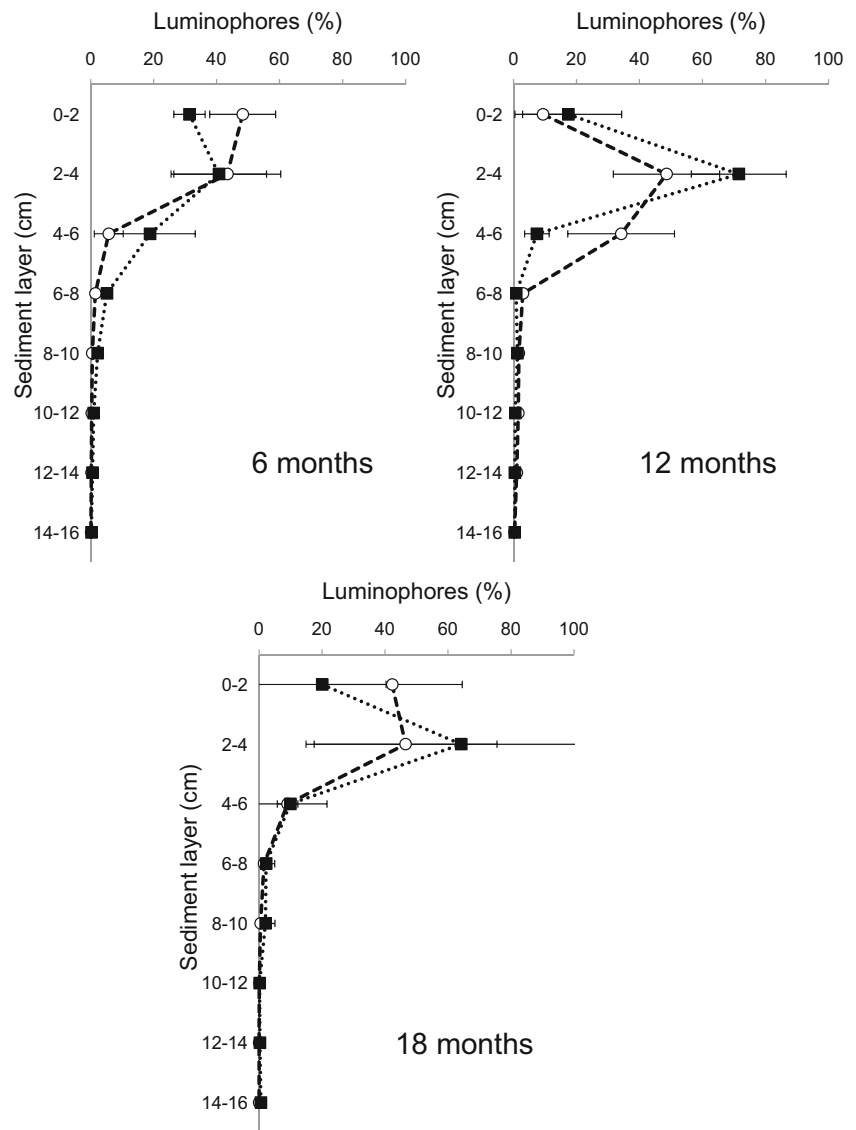 Luminophores (%)
0 20 40 60 80 100
Sediment layer (cm)
0-2
2-4
4-6
6-8
8-10
10-12
12-14
14-16
6 months
Luminophores (%)
0 20 40 60 80 100
Sediment layer (cm)
0-2
2-4
4-6
6-8
8-10
10-12
12-14
14-16
12 months
Luminophores (%)
0 20 40 60 80 100
Sediment layer (cm)
0-2
2-4
4-6
6-8
8-10
10-12
12-14
14-16
18 months